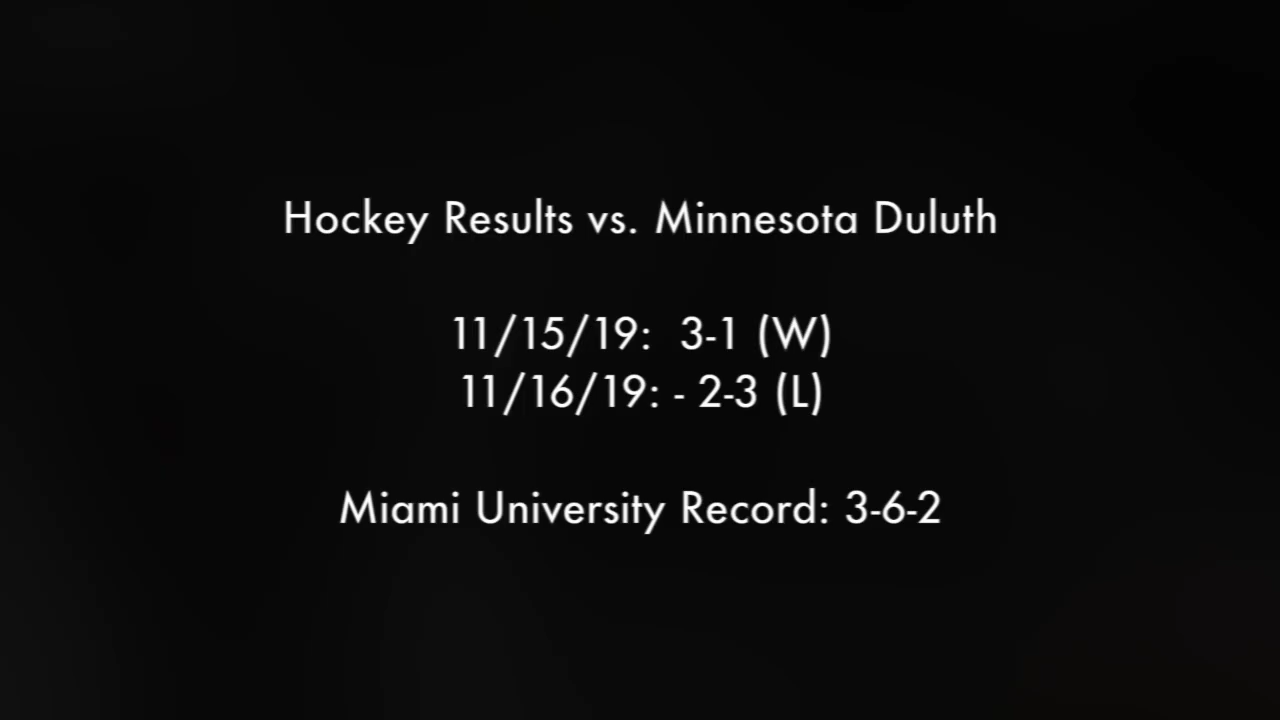 Hockey Results vs. Minnesota Duluth
11/15/19:  3-1 (W)
11/16/19: - 2-3 (L)
Miami University Record: 3-6-2